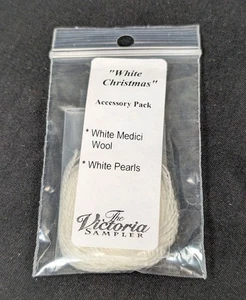 "White
Christmas"
Accessory Pack
* White Medici
Wool
* White Pearls
The
Victoria
SAMPLER